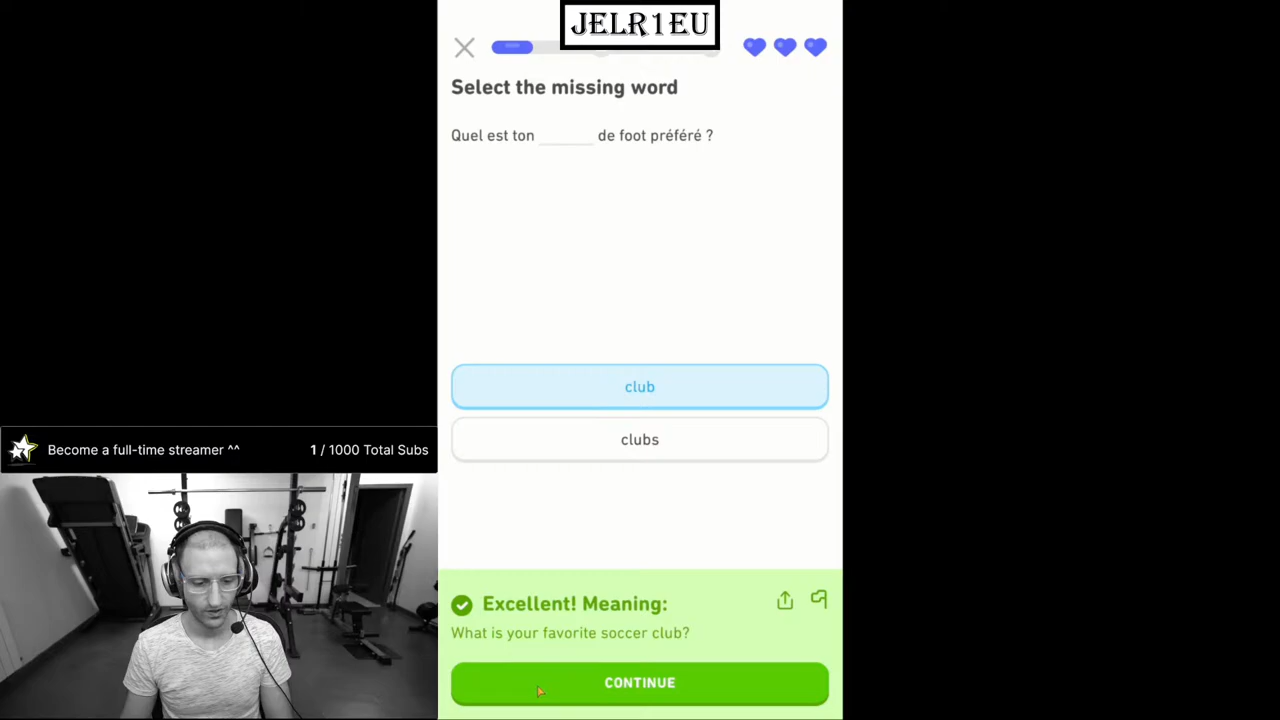 JELR1EU
Select the missing word
Quel est ton ______ de foot préféré ?
club
clubs
Become a full-time streamer ^^ 1 / 1000 Total Subs
Excellent! Meaning:
What is your favorite soccer club?
CONTINUE